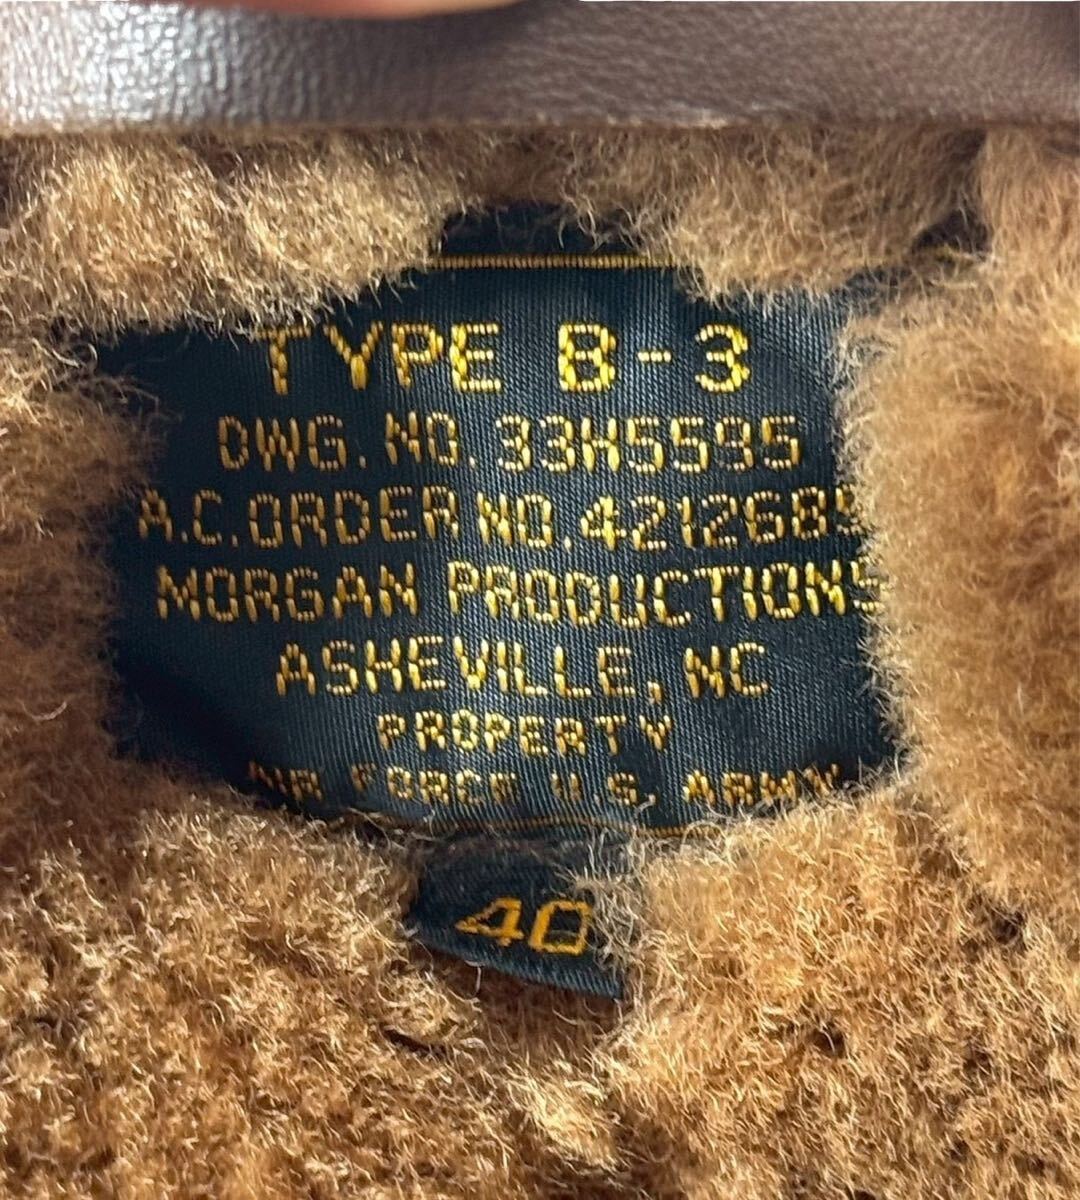 TYPE B-3
DWG. NO. 33H5595
A.C. ORDER NO. 4212685
MORGAN PRODUCTIONS
ASHEVILLE, NC
PROPERTY
AIR FORCE U.S. ARMY
40